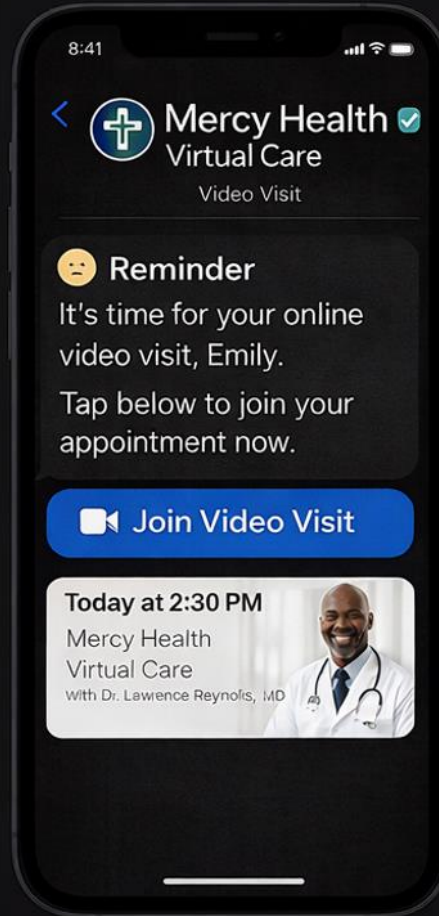 8:41
Mercy Health
Virtual Care
Video Visit
Reminder
It's time for your online
video visit, Emily.
Tap below to join your
appointment now.
Join Video Visit
Today at 2:30 PM
Mercy Health
Virtual Care
with Dr. Lawrence Reynolis, MD